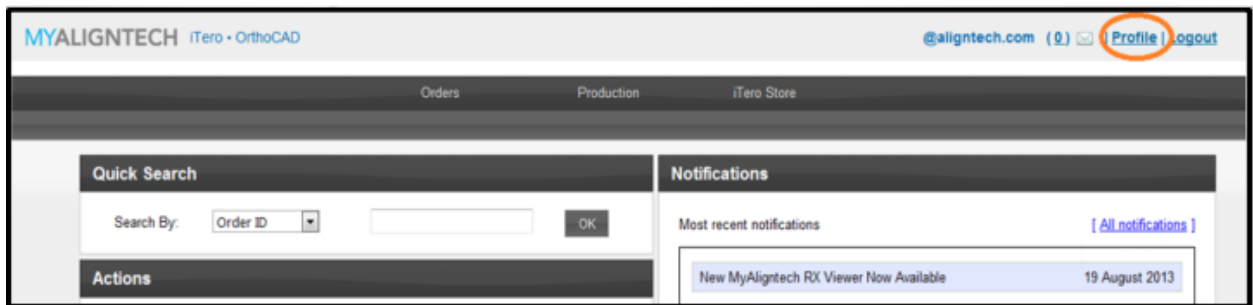 MYALIGNTECH iTero • OrthoCAD
@aligntech.com (0) | Profile | Logout
Orders Production iTero Store
Quick Search
Search By: Order ID OK
Actions
Notifications
Most recent notifications [ All notifications ]
New MyAligntech RX Viewer Now Available 19 August 2013